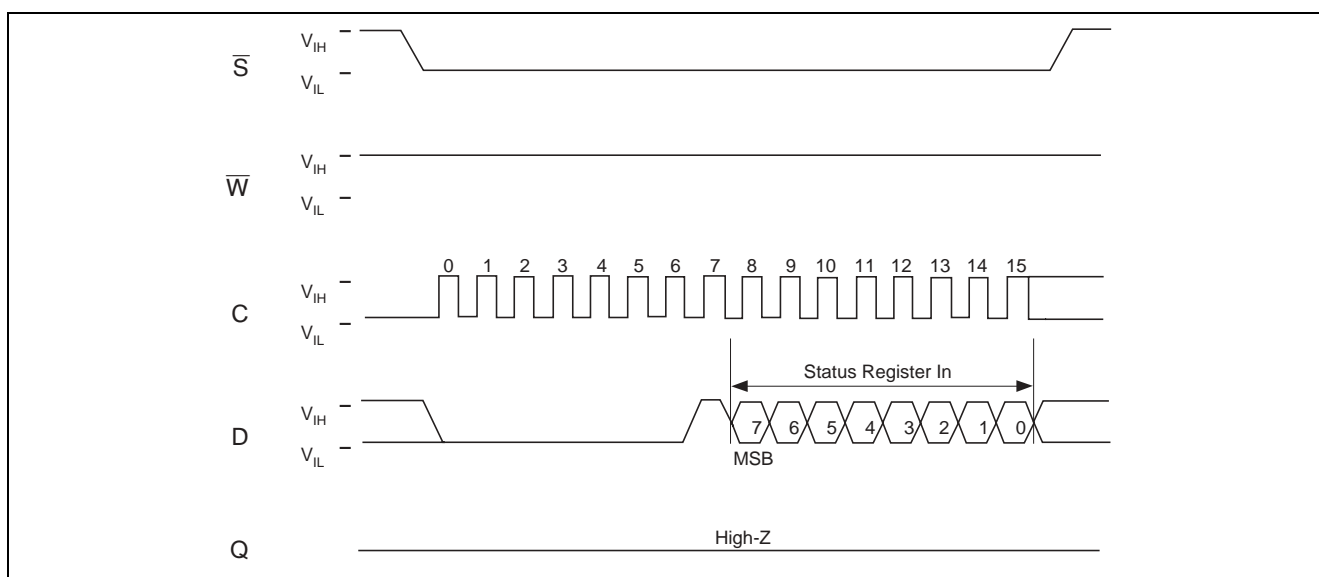 V_IH
S̅
V_IL
V_IH
W̅
V_IL
0 1 2 3 4 5 6 7 8 9 10 11 12 13 14 15
V_IH
C
V_IL
Status Register In
V_IH
D
7 6 5 4 3 2 1 0
V_IL
MSB
High-Z
Q